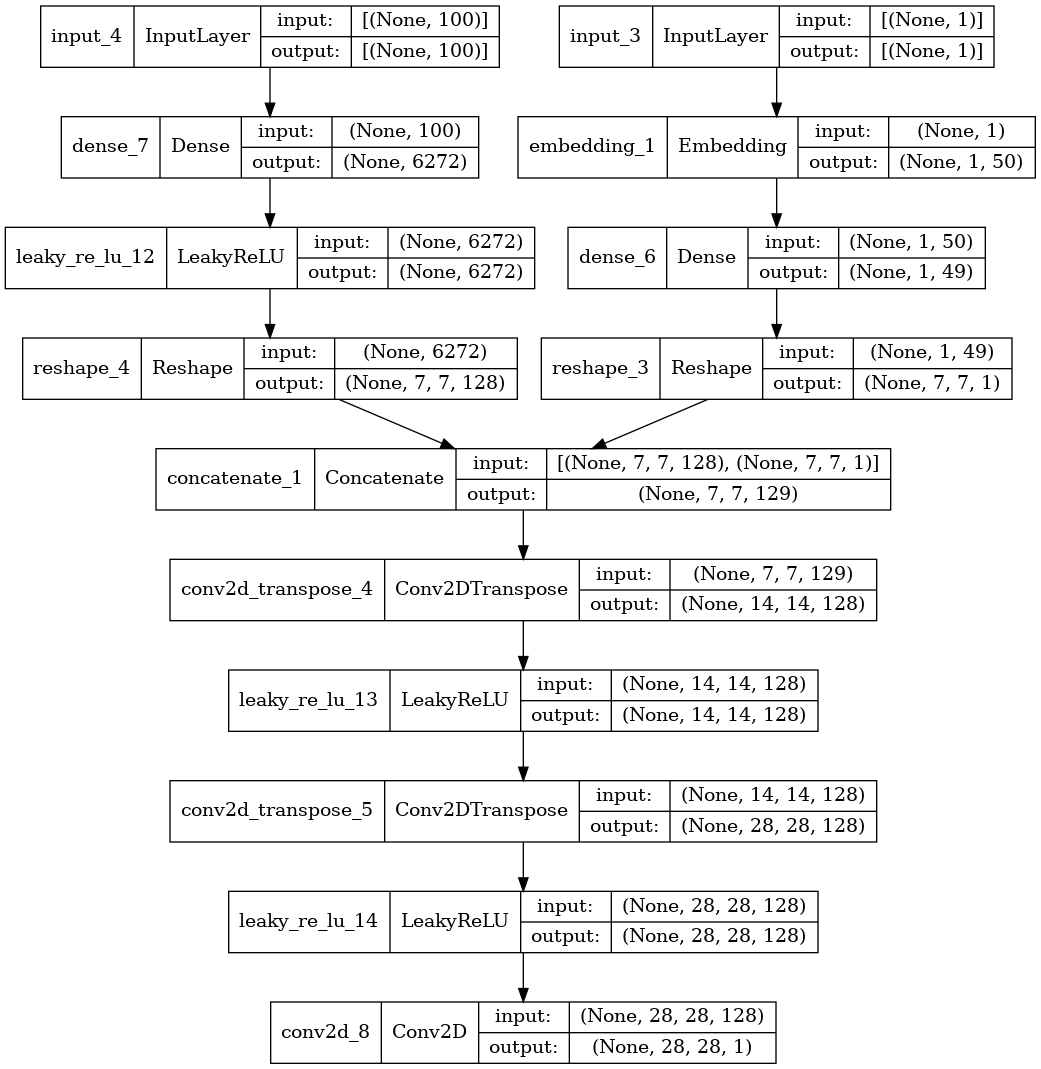 input_4 InputLayer input: [(None, 100)]
output: [(None, 100)]
input_3 InputLayer input: [(None, 1)]
output: [(None, 1)]
dense_7 Dense input: (None, 100)
output: (None, 6272)
embedding_1 Embedding input: (None, 1)
output: (None, 1, 50)
leaky_re_lu_12 LeakyReLU input: (None, 6272)
output: (None, 6272)
dense_6 Dense input: (None, 1, 50)
output: (None, 1, 49)
reshape_4 Reshape input: (None, 6272)
output: (None, 7, 7, 128)
reshape_3 Reshape input: (None, 1, 49)
output: (None, 7, 7, 1)
concatenate_1 Concatenate input: [(None, 7, 7, 128), (None, 7, 7, 1)]
output: (None, 7, 7, 129)
conv2d_transpose_4 Conv2DTranspose input: (None, 7, 7, 129)
output: (None, 14, 14, 128)
leaky_re_lu_13 LeakyReLU input: (None, 14, 14, 128)
output: (None, 14, 14, 128)
conv2d_transpose_5 Conv2DTranspose input: (None, 14, 14, 128)
output: (None, 28, 28, 128)
leaky_re_lu_14 LeakyReLU input: (None, 28, 28, 128)
output: (None, 28, 28, 128)
conv2d_8 Conv2D input: (None, 28, 28, 128)
output: (None, 28, 28, 1)